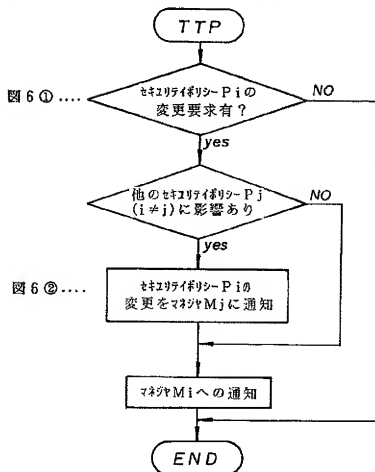 TTP
図6①....
セキュリティポリシーPiの
変更要求有?
NO
yes
他のセキュリティポリシーPj
(i≠j)に影響あり
NO
yes
図6②....
セキュリティポリシーPiの
変更をマネジャMjに通知
マネジャMiへの通知
END